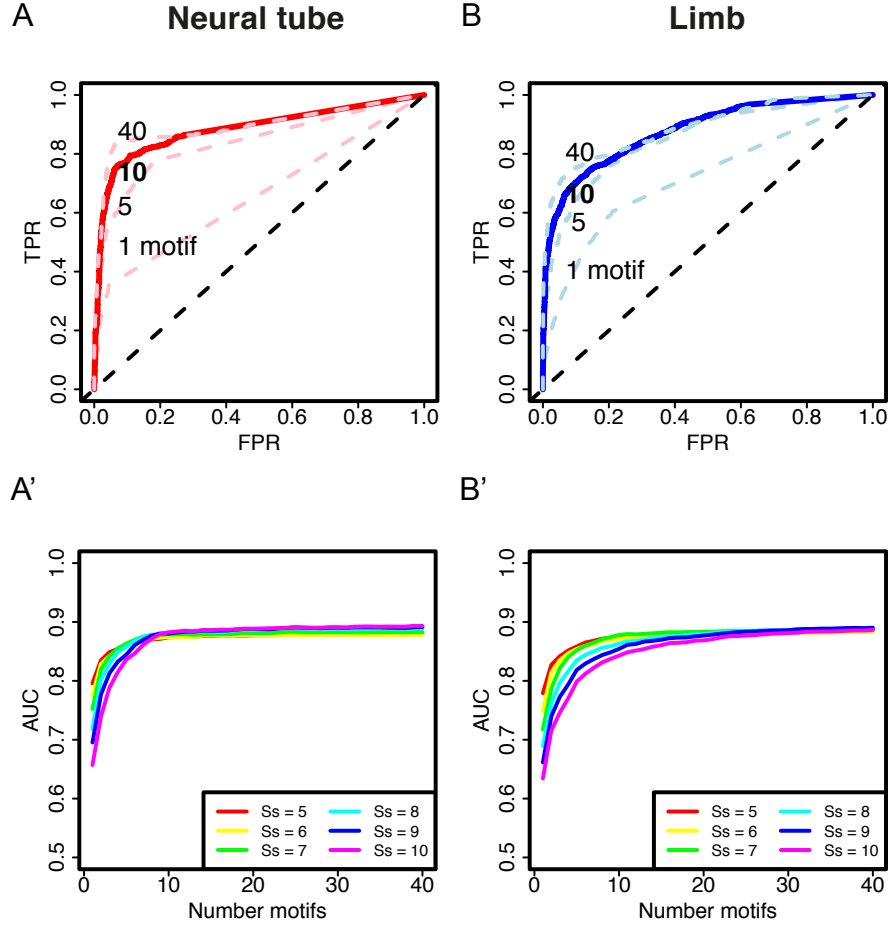 A
Neural tube
B
Limb
TPR
0.0 0.2 0.4 0.6 0.8 1.0
40
10
5
1 motif
0.0 0.2 0.4 0.6 0.8 1.0
FPR
TPR
0.0 0.2 0.4 0.6 0.8 1.0
40
10
5
1 motif
0.0 0.2 0.4 0.6 0.8 1.0
FPR
A'
B'
AUC
0.5 0.6 0.7 0.8 0.9 1.0
Ss = 5 Ss = 8
Ss = 6 Ss = 9
Ss = 7 Ss = 10
0 10 20 30 40
Number motifs
AUC
0.5 0.6 0.7 0.8 0.9 1.0
Ss = 5 Ss = 8
Ss = 6 Ss = 9
Ss = 7 Ss = 10
0 10 20 30 40
Number motifs